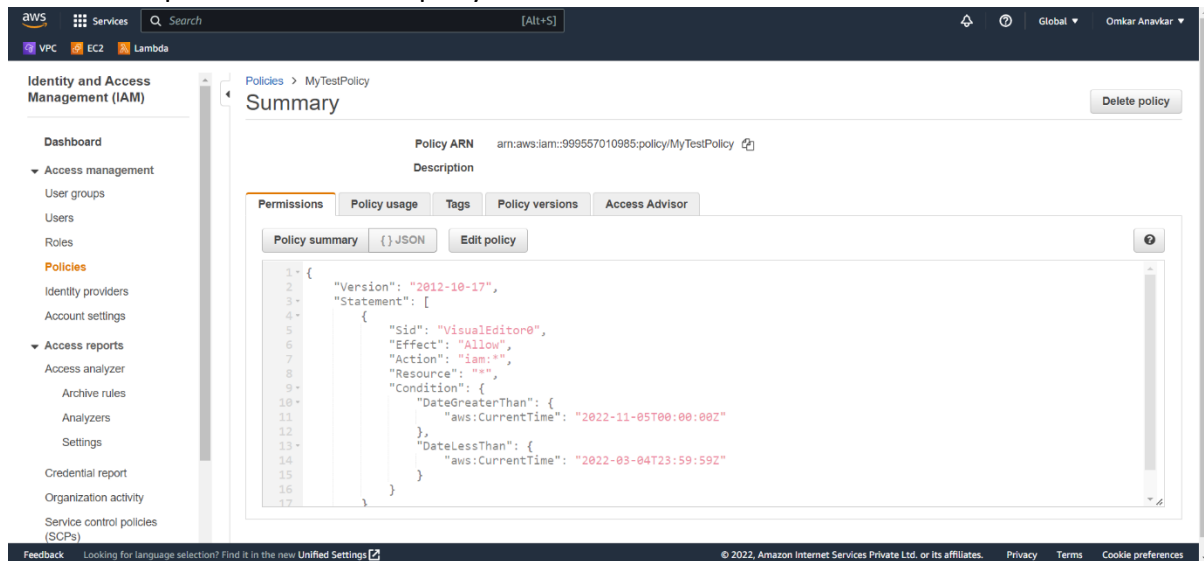 aws Services Search [Alt+S] Global Omkar Anavkar
VPC EC2 Lambda
Identity and Access
Management (IAM)
Dashboard
Access management
User groups
Users
Roles
Policies
Identity providers
Account settings
Access reports
Access analyzer
Archive rules
Analyzers
Settings
Credential report
Organization activity
Service control policies
(SCPs)
Policies > MyTestPolicy
Summary
Delete policy
Policy ARN arn:aws:iam::999557010985:policy/MyTestPolicy
Description
Permissions Policy usage Tags Policy versions Access Advisor
Policy summary { } JSON Edit policy
1 {
2 "Version": "2012-10-17",
3 "Statement": [
4 {
5 "Sid": "VisualEditor0",
6 "Effect": "Allow",
7 "Action": "iam:*",
8 "Resource": "*",
9 "Condition": {
10 "DateGreaterThan": {
11 "aws:CurrentTime": "2022-11-05T00:00:00Z"
12 },
13 "DateLessThan": {
14 "aws:CurrentTime": "2022-03-04T23:59:59Z"
15 }
16 }
17 }
Feedback Looking for language selection? Find it in the new Unified Settings © 2022, Amazon Internet Services Private Ltd. or its affiliates. Privacy Terms Cookie preferences